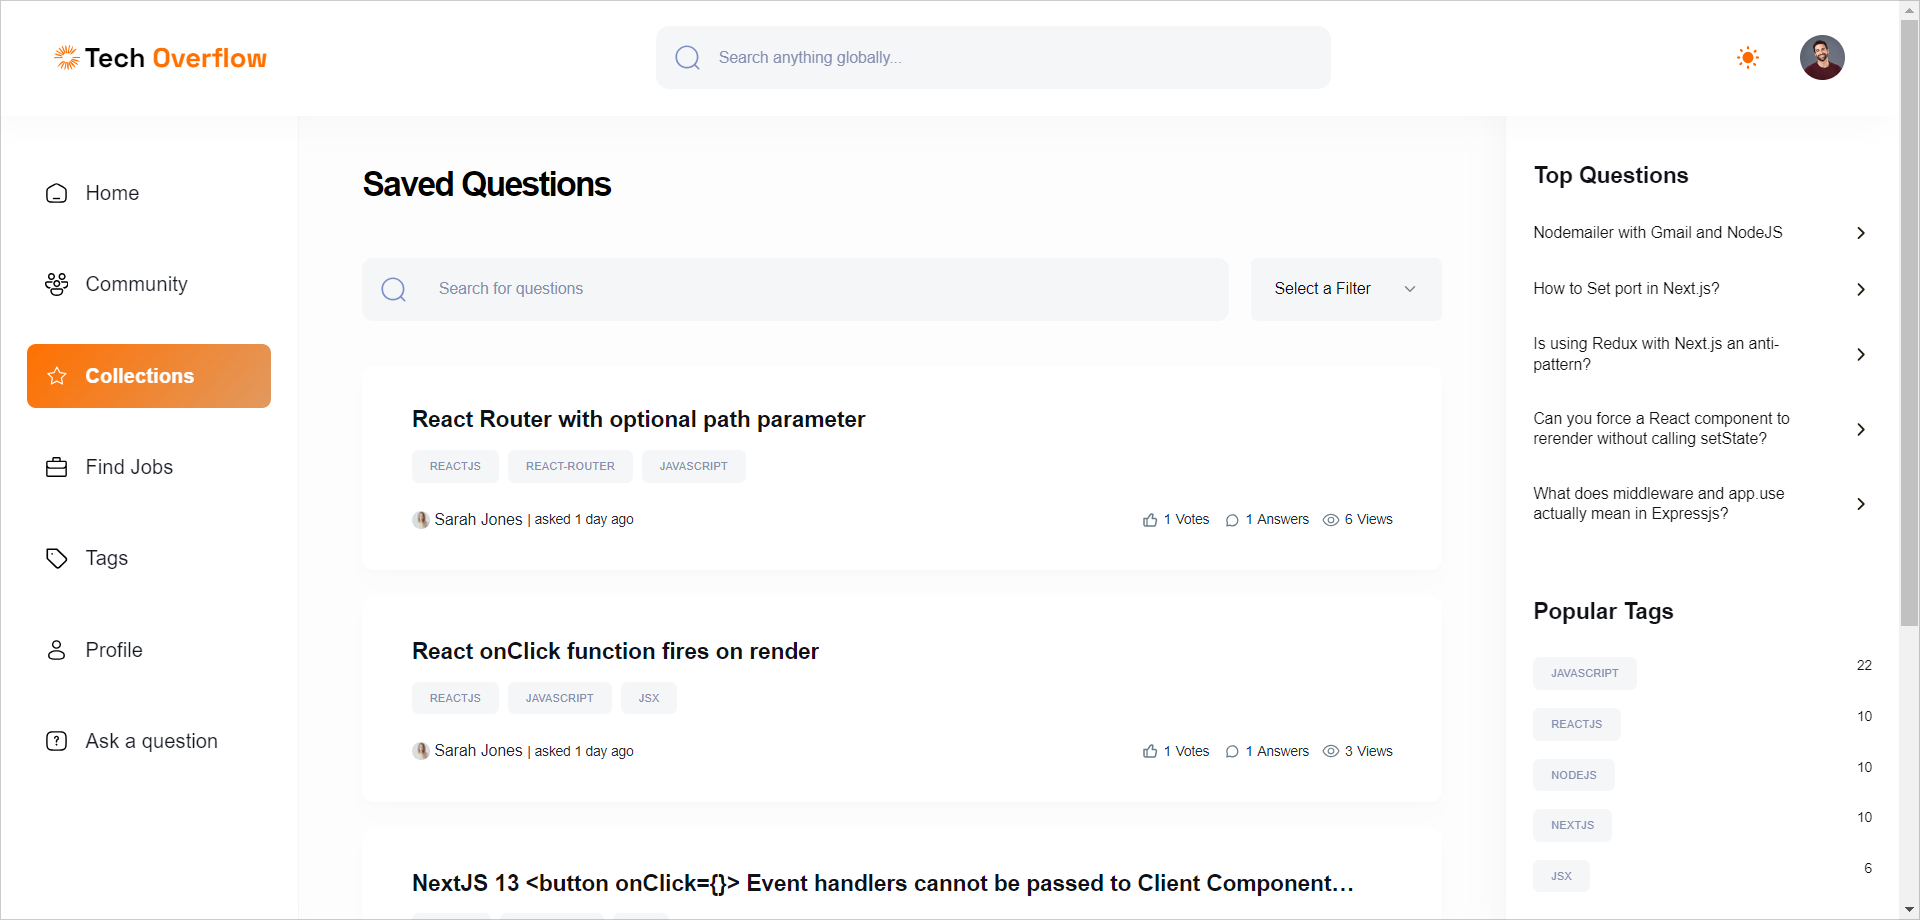 Tech Overflow
Search anything globally...
Home
Community
Collections
Find Jobs
Tags
Profile
Ask a question
Saved Questions
Search for questions
Select a Filter
React Router with optional path parameter
REACTJS
REACT-ROUTER
JAVASCRIPT
Sarah Jones | asked 1 day ago
1 Votes
1 Answers
6 Views
React onClick function fires on render
REACTJS
JAVASCRIPT
JSX
Sarah Jones | asked 1 day ago
1 Votes
1 Answers
3 Views
NextJS 13 <button onClick={}> Event handlers cannot be passed to Client Component...
Top Questions
Nodemailer with Gmail and NodeJS
How to Set port in Next.js?
Is using Redux with Next.js an anti-
pattern?
Can you force a React component to
rerender without calling setState?
What does middleware and app.use
actually mean in Expressjs?
Popular Tags
JAVASCRIPT 22
REACTJS 10
NODEJS 10
NEXTJS 10
JSX 6